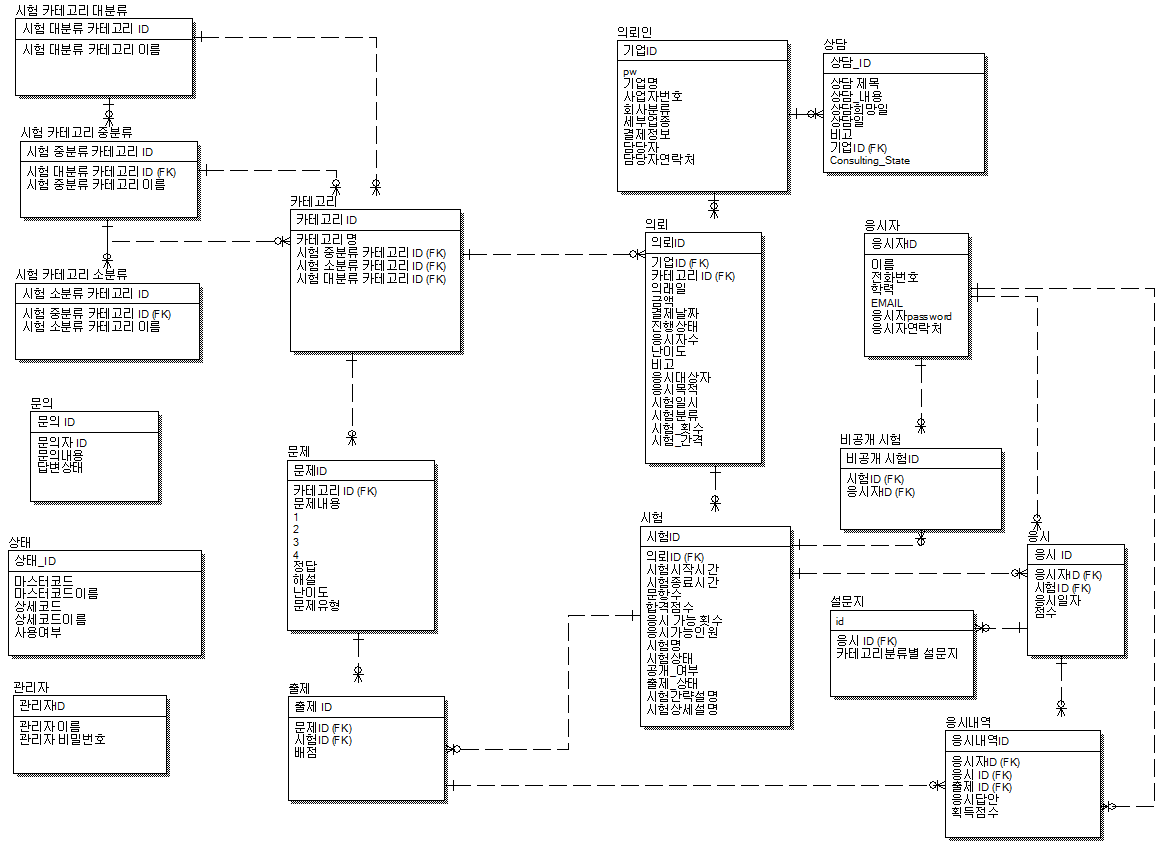 시험 카테고리 대분류
시험 대분류 카테고리 ID
시험 대분류 카테고리 이름
시험 카테고리 중분류
시험 중분류 카테고리 ID
시험 대분류 카테고리 ID (FK)
시험 중분류 카테고리 이름
시험 카테고리 소분류
시험 소분류 카테고리 ID
시험 중분류 카테고리 ID (FK)
시험 소분류 카테고리 이름
카테고리
카테고리 ID
카테고리 명
시험 중분류 카테고리 ID (FK)
시험 소분류 카테고리 ID (FK)
시험 대분류 카테고리 ID (FK)
의뢰인
기업ID
pw
기업명
사업자번호
회사분류
세부업종
결제정보
담당자
담당자연락처
상담
상담_ID
상담 제목
상담_내용
상담희망일
상담일
비고
기업ID (FK)
Consulting_State
의뢰
의뢰ID
기업ID (FK)
카테고리 ID (FK)
의래일
금액
결제날짜
진행상태
응시자수
난이도
비고
응시대상자
응시목적
시험일시
시험분류
시험_횟수
시험_간격
응시자
응시자ID
이름
전화번호
학력
EMAIL
응시자password
응시자연락처
문의
문의 ID
문의자 ID
문의내용
답변상태
상태
상태_ID
마스터코드
마스터코드이름
상세코드
상세코드이름
사용여부
관리자
관리자ID
관리자 이름
관리자 비밀번호
문제
문제ID
카테고리 ID (FK)
문제내용
1
2
3
4
정답
해설
난이도
문제유형
출제
출제 ID
문제ID (FK)
시험ID (FK)
배점
시험
시험ID
의뢰ID (FK)
시험시작시간
시험종료시간
문항수
합격점수
응시 가능 횟수
응시가능인원
시험명
시험상태
공개_여부
출제_상태
시험간략설명
시험상세설명
비공개 시험
비공개 시험ID
시험ID (FK)
응시자ID (FK)
응시
응시 ID
응시자ID (FK)
시험ID (FK)
응시일자
점수
설문지
id
응시 ID (FK)
카테고리분류별 설문지
응시내역
응시내역ID
응시자ID (FK)
응시 ID (FK)
출제 ID (FK)
응시답안
획득점수